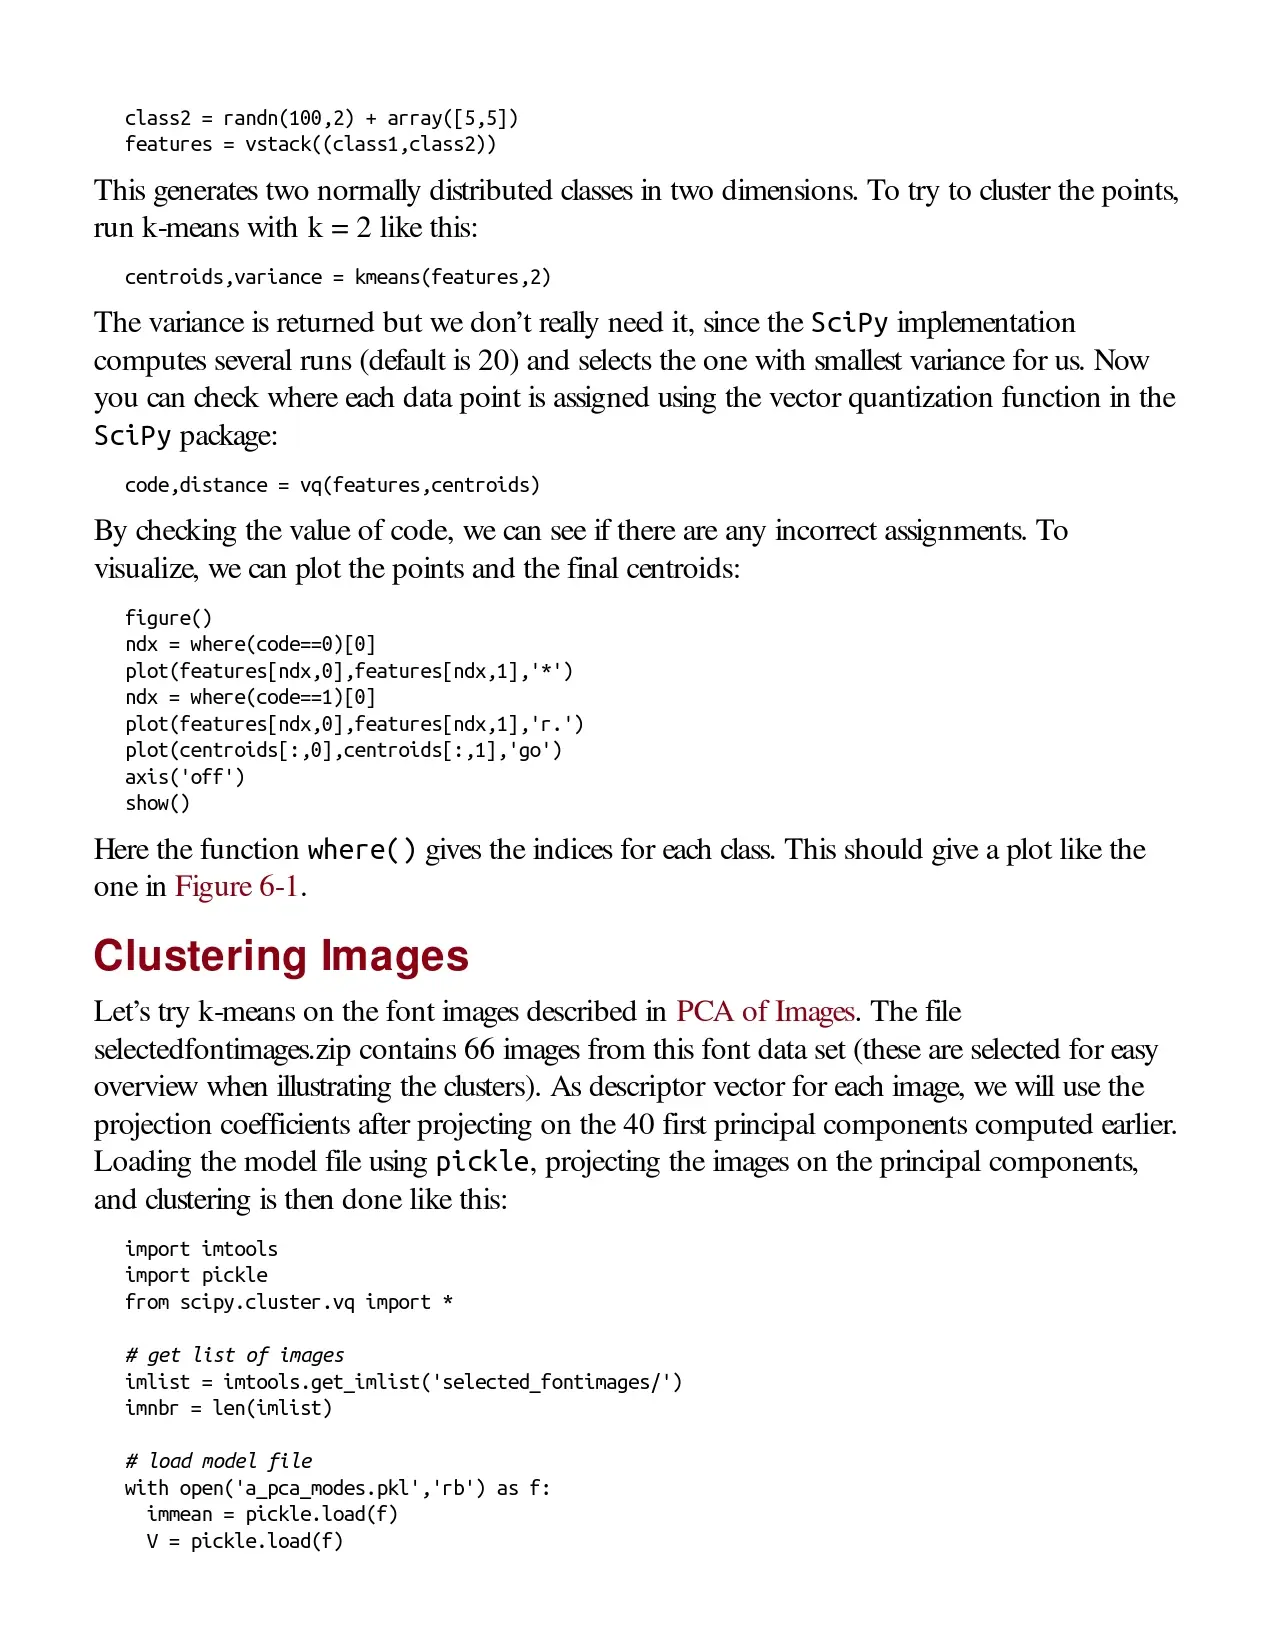 class2 = randn(100,2) + array([5,5])
features = vstack((class1,class2))
This generates two normally distributed classes in two dimensions. To try to cluster the points,
run k-means with k = 2 like this:
centroids,variance = kmeans(features,2)
The variance is returned but we don’t really need it, since the SciPy implementation
computes several runs (default is 20) and selects the one with smallest variance for us. Now
you can check where each data point is assigned using the vector quantization function in the
SciPy package:
code,distance = vq(features,centroids)
By checking the value of code, we can see if there are any incorrect assignments. To
visualize, we can plot the points and the final centroids:
figure()
ndx = where(code==0)[0]
plot(features[ndx,0],features[ndx,1],'*')
ndx = where(code==1)[0]
plot(features[ndx,0],features[ndx,1],'r.')
plot(centroids[:,0],centroids[:,1],'go')
axis('off')
show()
Here the function where() gives the indices for each class. This should give a plot like the
one in Figure 6-1.
Clustering Images
Let’s try k-means on the font images described in PCA of Images. The file
selectedfontimages.zip contains 66 images from this font data set (these are selected for easy
overview when illustrating the clusters). As descriptor vector for each image, we will use the
projection coefficients after projecting on the 40 first principal components computed earlier.
Loading the model file using pickle, projecting the images on the principal components,
and clustering is then done like this:
import imtools
import pickle
from scipy.cluster.vq import *
# get list of images
imlist = imtools.get_imlist('selected_fontimages/')
imnbr = len(imlist)
# load model file
with open('a_pca_modes.pkl','rb') as f:
  immean = pickle.load(f)
  V = pickle.load(f)